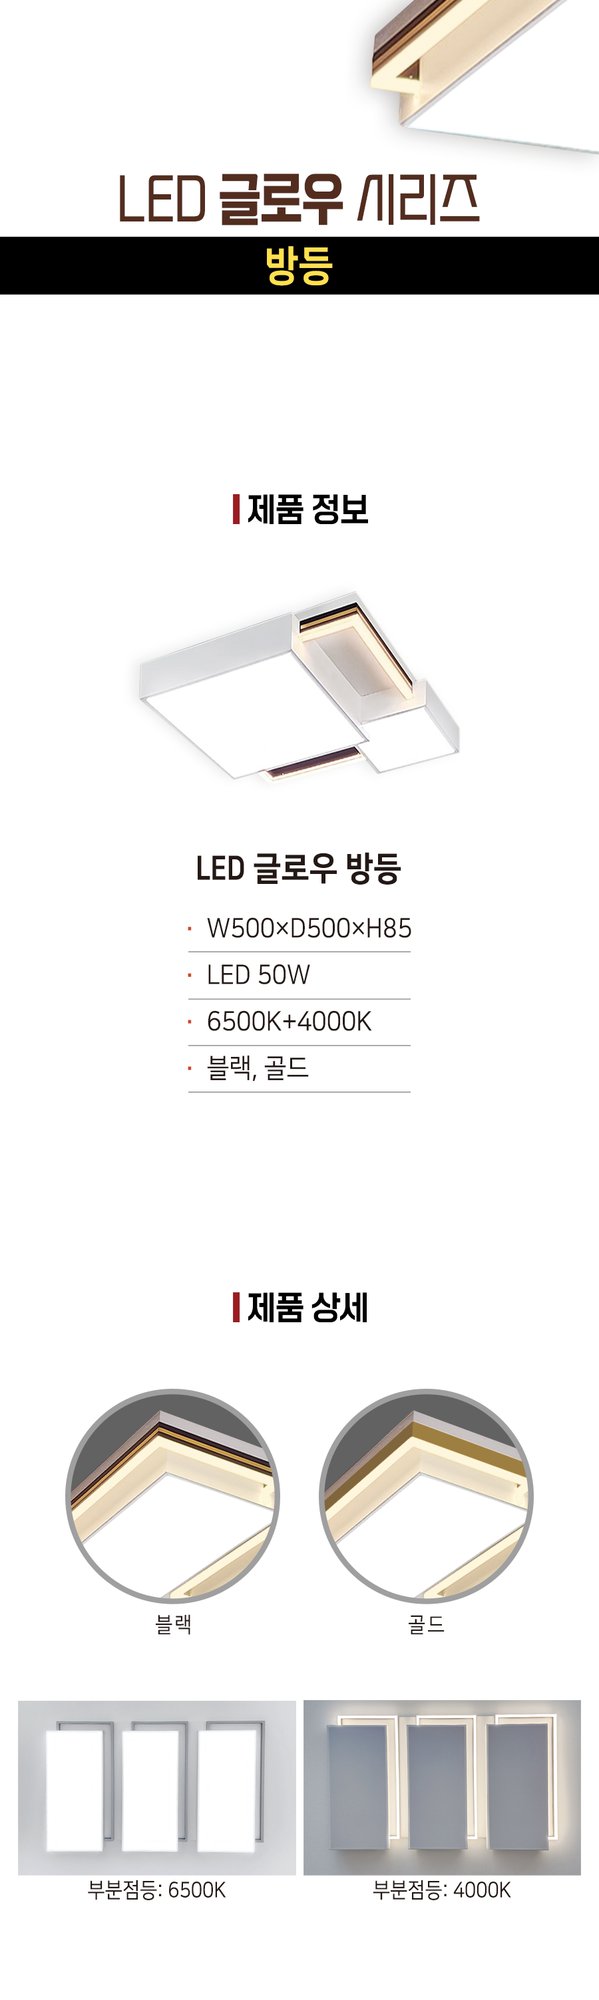 LED 글로우 시리즈
방등
제품 정보
LED 글로우 방등
· W500×D500×H85
· LED 50W
· 6500K+4000K
· 블랙, 골드
제품 상세
블랙
골드
부분점등: 6500K
부분점등: 4000K